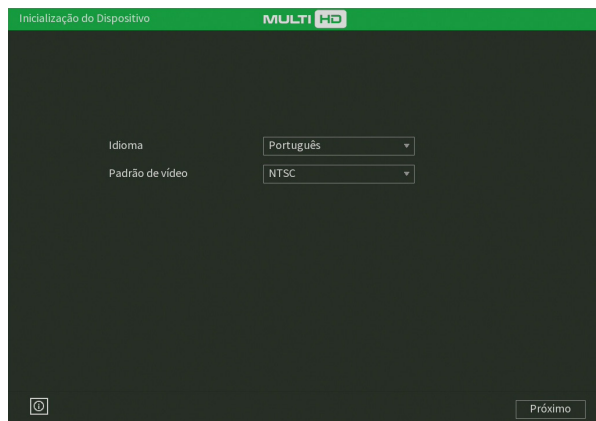 Inicialização do Dispositivo MULTI HD
Idioma Português
Padrão de vídeo NTSC
Próximo